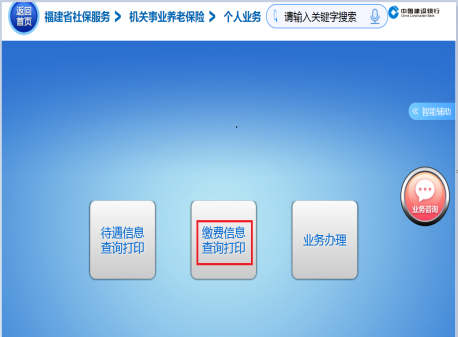 返回
首页
福建省社保服务 > 机关事业养老保险 > 个人业务
请输入关键字搜索
中国建设银行
China Construction Bank
《 智能辅助
业务咨询
待遇信息
查询打印
缴费信息
查询打印
业务办理